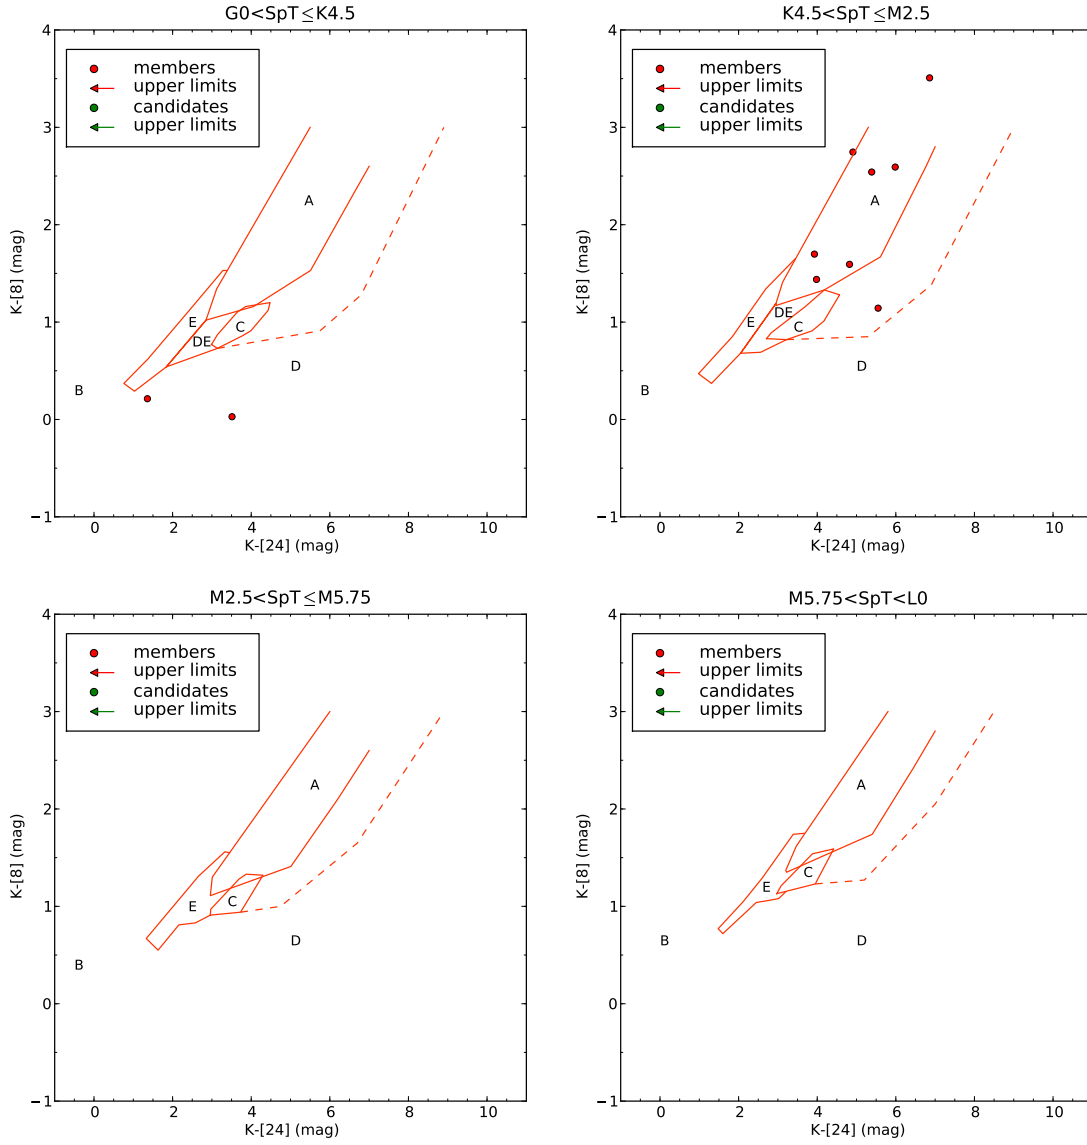 G0<SpT≤K4.5
K-[8] (mag)
4
3
2
1
0
−1
members
upper limits
candidates
upper limits
A
E
DE
C
D
B
0 2 4 6 8 10
K-[24] (mag)
K4.5<SpT≤M2.5
K-[8] (mag)
4
3
2
1
0
−1
members
upper limits
candidates
upper limits
A
DE
E
C
D
B
0 2 4 6 8 10
K-[24] (mag)
M2.5<SpT≤M5.75
K-[8] (mag)
4
3
2
1
0
−1
members
upper limits
candidates
upper limits
A
C
E
D
B
0 2 4 6 8 10
K-[24] (mag)
M5.75<SpT<L0
K-[8] (mag)
4
3
2
1
0
−1
members
upper limits
candidates
upper limits
A
C
E
B
D
0 2 4 6 8 10
K-[24] (mag)